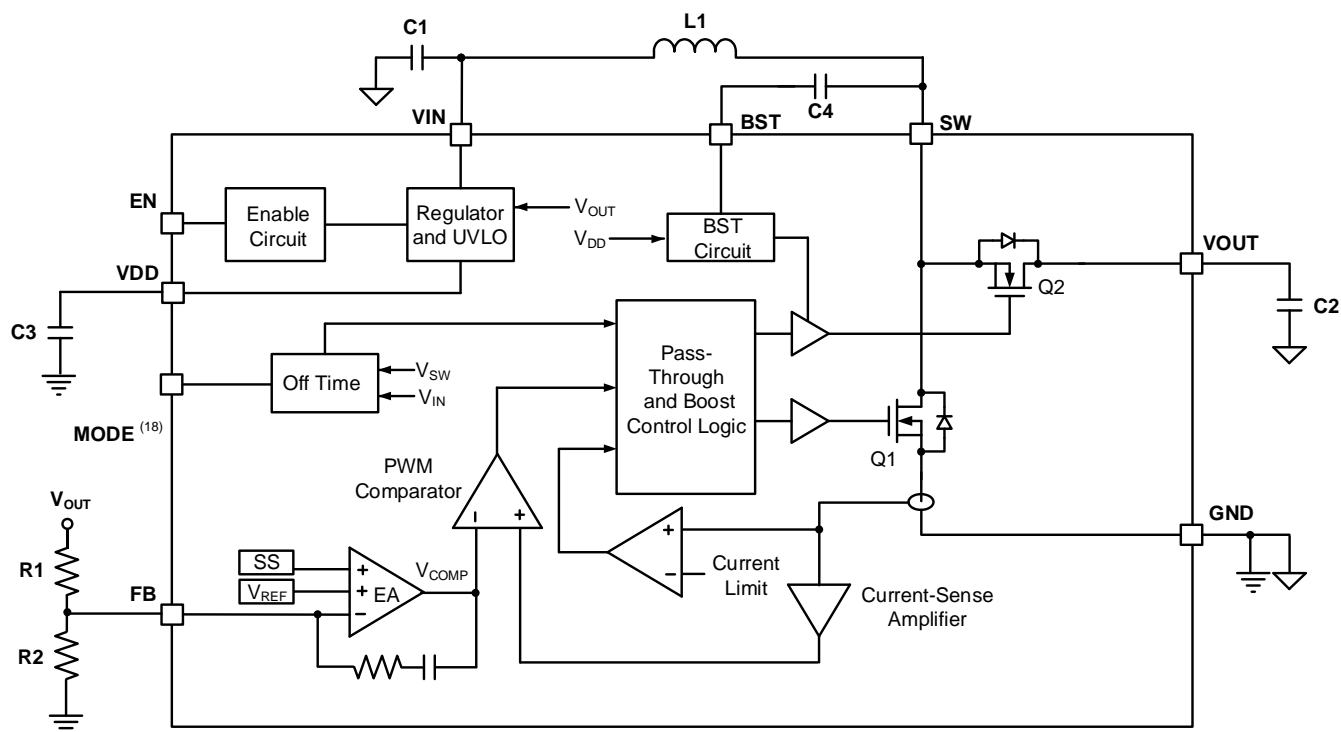 C1
L1
C4
VIN
BST
SW
EN
Enable
Circuit
Regulator
and UVLO
VOUT
VDD
BST
Circuit
VOUT
VDD
Q2
C3
C2
Off Time
VSW
VIN
Pass-
Through
and Boost
Control Logic
MODE (18)
Q1
PWM
Comparator
VOUT
GND
R1
SS
VREF
EA
VCOMP
Current
Limit
Current-Sense
Amplifier
FB
R2